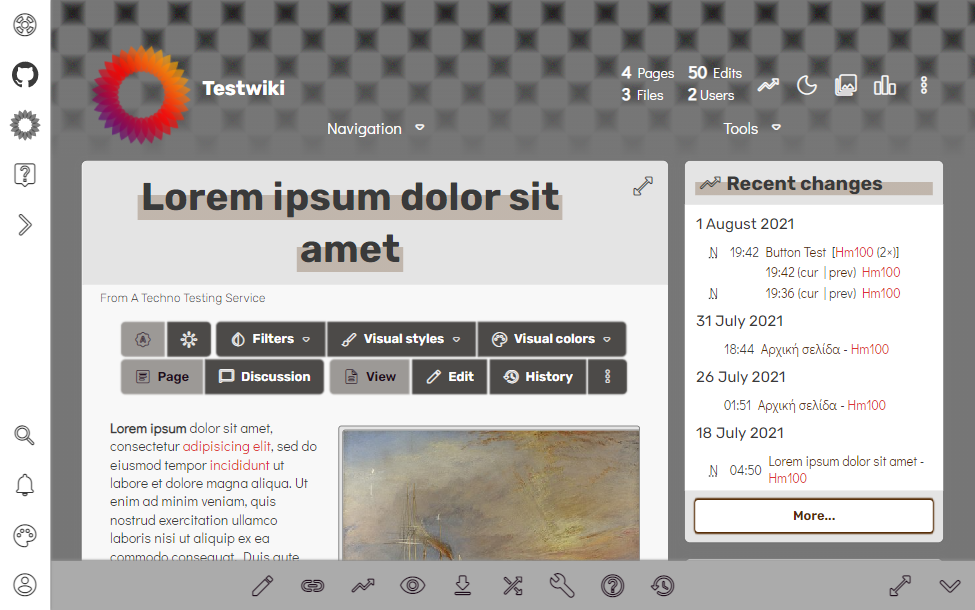 Testwiki
4 Pages 50 Edits
3 Files 2 Users
Navigation
Tools
Lorem ipsum dolor sit
amet
From A Techno Testing Service
Filters
Visual styles
Visual colors
Page
Discussion
View
Edit
History
Lorem ipsum dolor sit amet,
consectetur adipisicing elit, sed do
eiusmod tempor incididunt ut
labore et dolore magna aliqua. Ut
enim ad minim veniam, quis
nostrud exercitation ullamco
laboris nisi ut aliquip ex ea
commodo consequat. Duis aute
Recent changes
1 August 2021
N 19:42 Button Test [Hm100 (2×)]
19:42 (cur | prev) Hm100
N 19:36 (cur | prev) Hm100
31 July 2021
18:44 Αρχική σελίδα - Hm100
26 July 2021
01:51 Αρχική σελίδα - Hm100
18 July 2021
N 04:50 Lorem ipsum dolor sit amet -
Hm100
More...